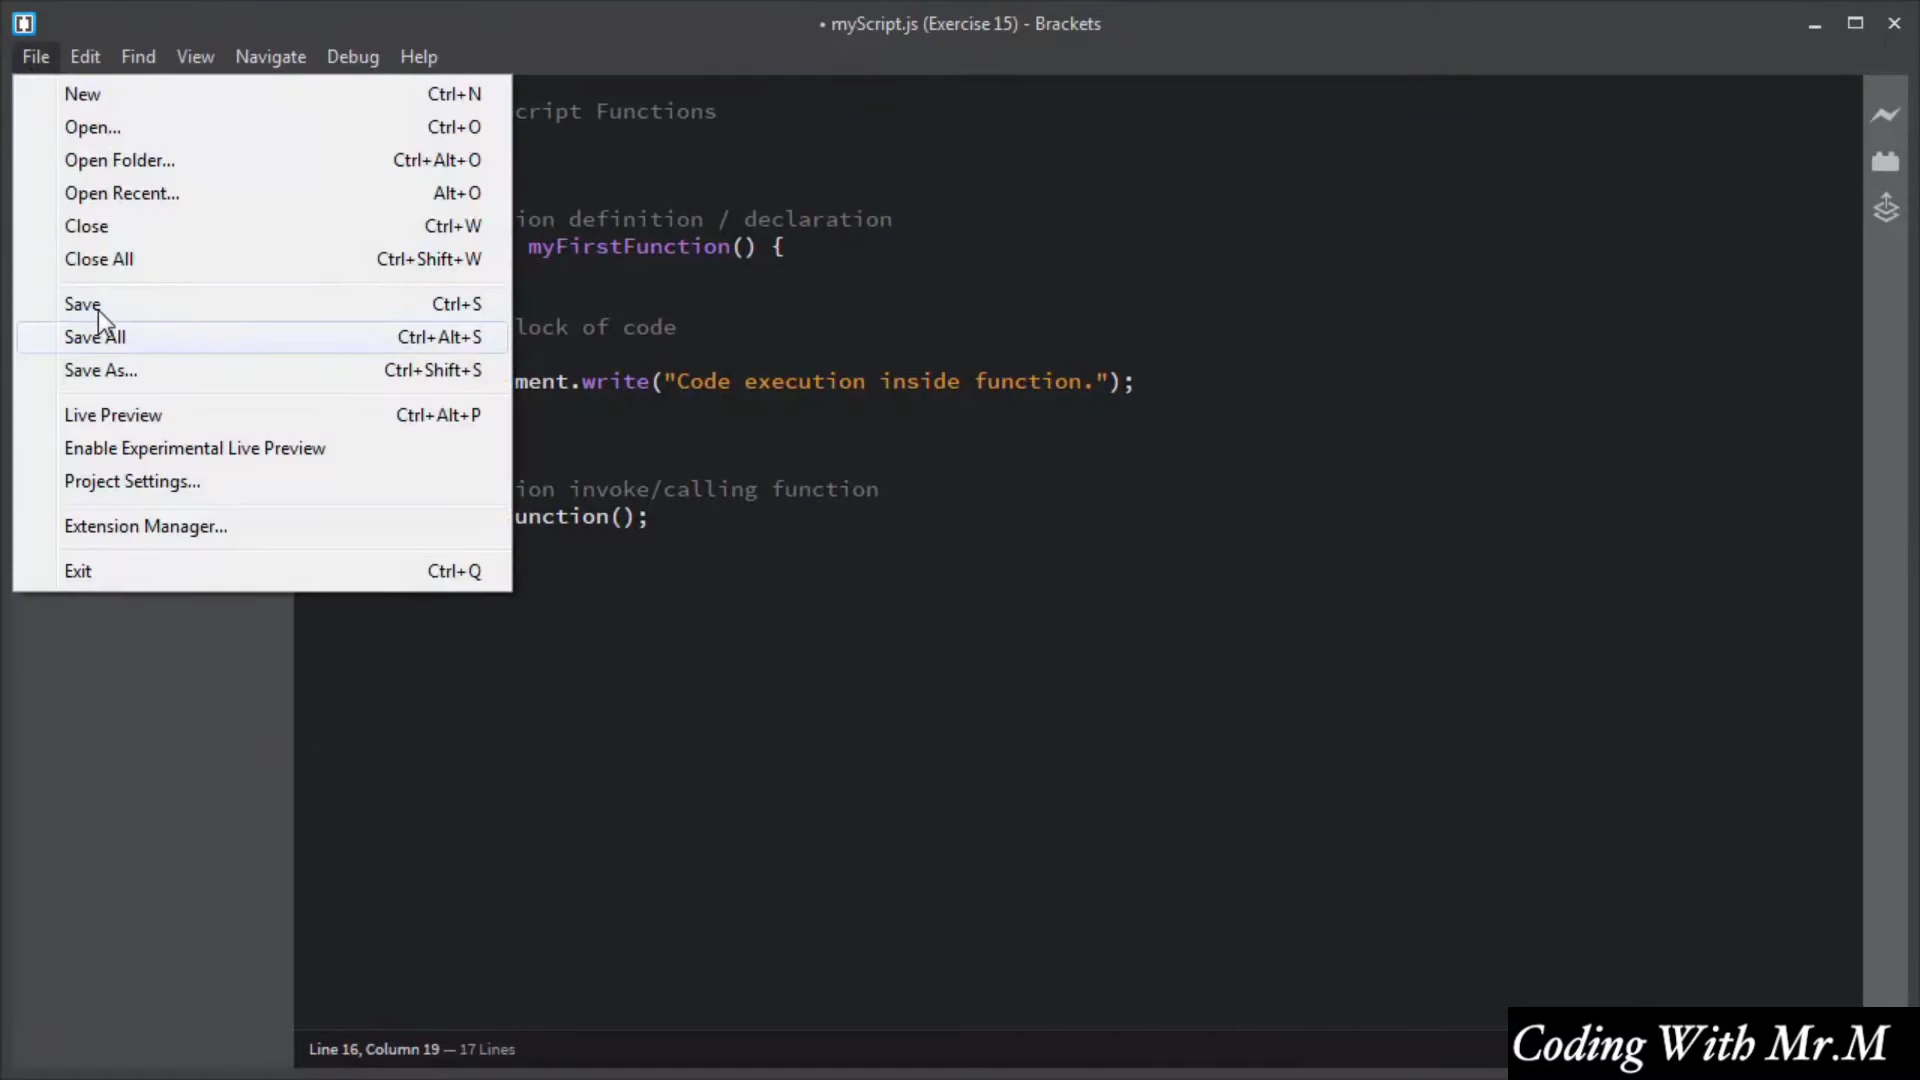 • myScript.js (Exercise 15) - Brackets
File Edit Find View Navigate Debug Help
New Ctrl+N
Open... Ctrl+O
Open Folder... Ctrl+Alt+O
Open Recent... Alt+O
Close Ctrl+W
Close All Ctrl+Shift+W
Save Ctrl+S
Save All Ctrl+Alt+S
Save As... Ctrl+Shift+S
Live Preview Ctrl+Alt+P
Enable Experimental Live Preview
Project Settings...
Extension Manager...
Exit Ctrl+Q
cript Functions
ion definition / declaration
myFirstFunction() {
lock of code
ment.write("Code execution inside function.");
ion invoke/calling function
unction();
Line 16, Column 19 — 17 Lines
Coding With Mr.M